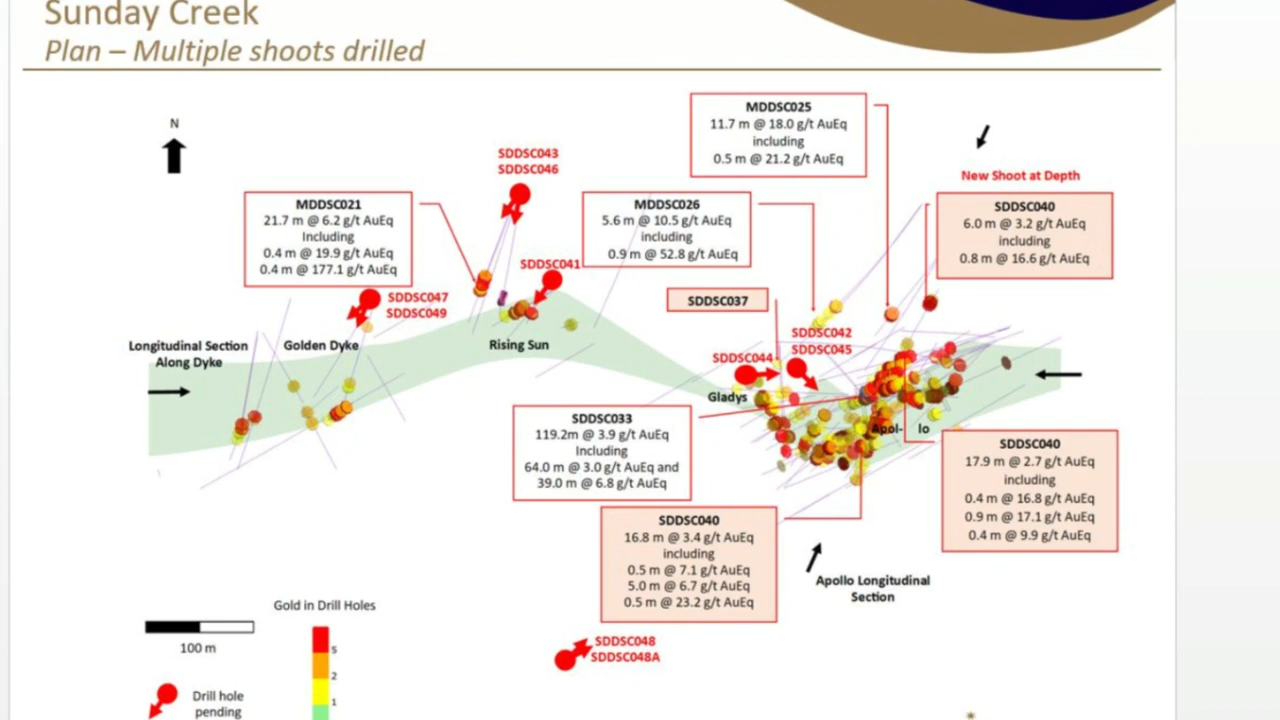 Sunday Creek
Plan – Multiple shoots drilled
N
MDDSC025
11.7 m @ 18.0 g/t AuEq
including
0.5 m @ 21.2 g/t AuEq
SDDSC043
SDDSC046
New Shoot at Depth
MDDSC021
21.7 m @ 6.2 g/t AuEq
Including
0.4 m @ 19.9 g/t AuEq
0.4 m @ 177.1 g/t AuEq
MDDSC026
5.6 m @ 10.5 g/t AuEq
including
0.9 m @ 52.8 g/t AuEq
SDDSC040
6.0 m @ 3.2 g/t AuEq
including
0.8 m @ 16.6 g/t AuEq
SDDSC041
SDDSC047
SDDSC049
SDDSC037
SDDSC042
SDDSC045
Longitudinal Section
Along Dyke
Golden Dyke
Rising Sun
SDDSC044
Gladys
Apol- lo
SDDSC033
119.2m @ 3.9 g/t AuEq
Including
64.0 m @ 3.0 g/t AuEq and
39.0 m @ 6.8 g/t AuEq
SDDSC040
17.9 m @ 2.7 g/t AuEq
including
0.4 m @ 16.8 g/t AuEq
0.9 m @ 17.1 g/t AuEq
0.4 m @ 9.9 g/t AuEq
SDDSC040
16.8 m @ 3.4 g/t AuEq
including
0.5 m @ 7.1 g/t AuEq
5.0 m @ 6.7 g/t AuEq
0.5 m @ 23.2 g/t AuEq
Apollo Longitudinal
Section
Gold in Drill Holes
100 m
5
2
1
SDDSC048
SDDSC048A
Drill hole
pending